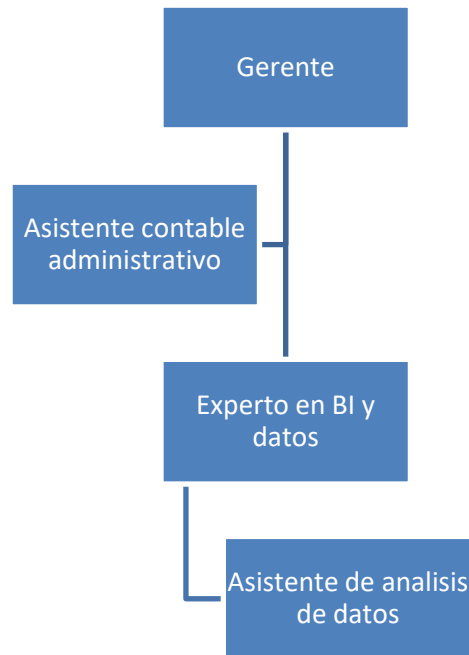 Gerente
Asistente contable
administrativo
Experto en BI y
datos
Asistente de analisis
de datos